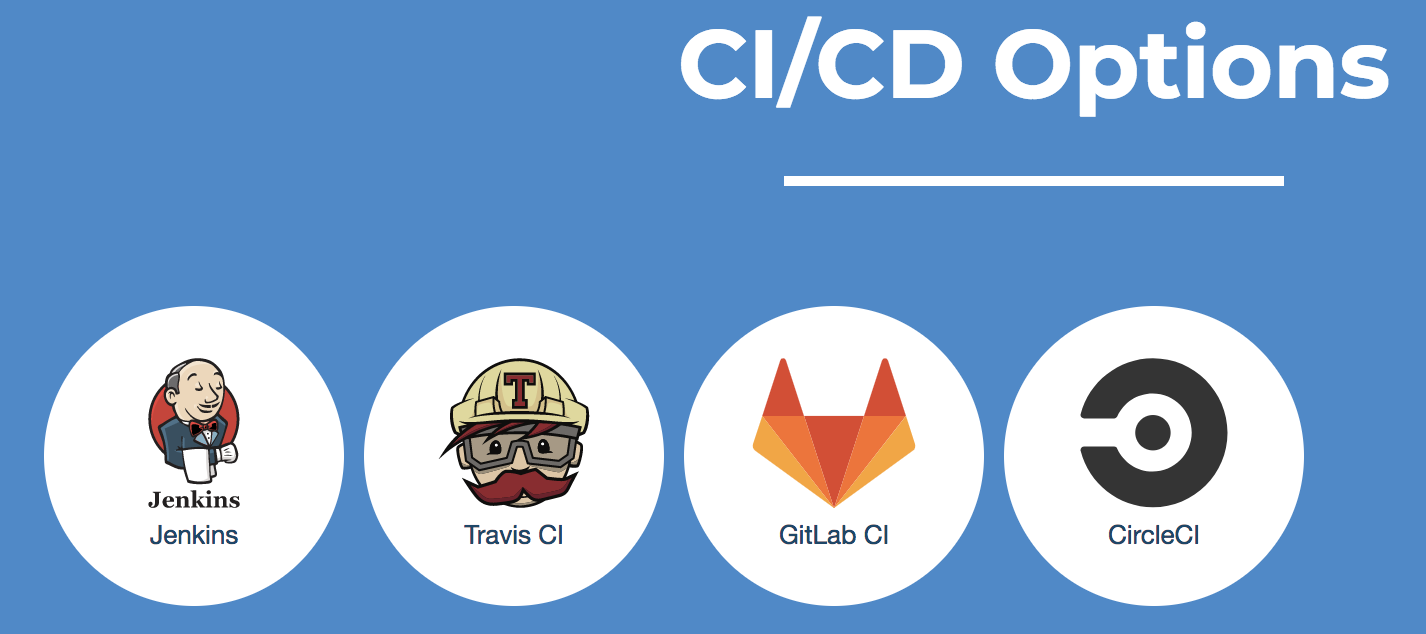 CI/CD Options
T
Jenkins
Jenkins
Travis CI
GitLab CI
CircleCI